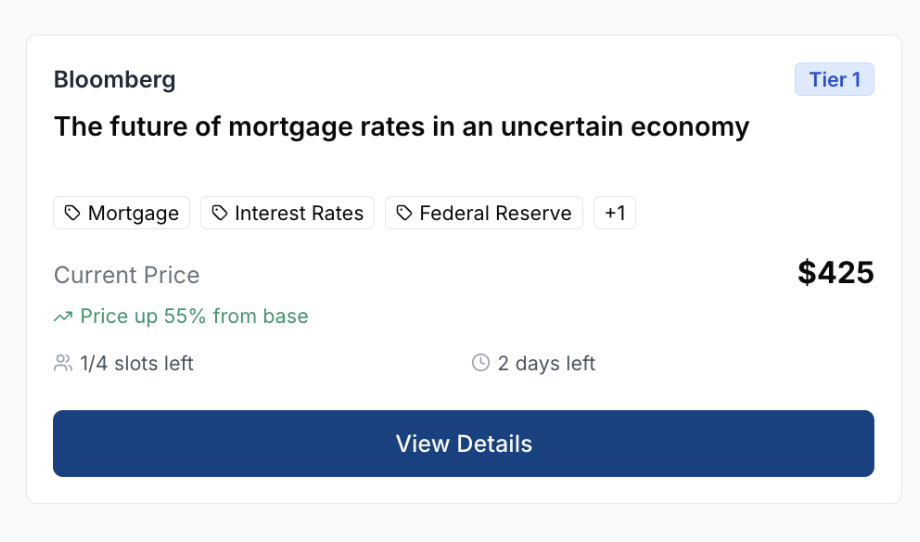 Bloomberg
Tier 1
The future of mortgage rates in an uncertain economy
Mortgage
Interest Rates
Federal Reserve
+1
Current Price
$425
Price up 55% from base
1/4 slots left
2 days left
View Details